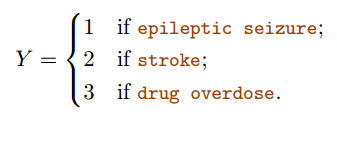 1 if epileptic seizure;
Y = 2 if stroke;
3 if drug overdose.